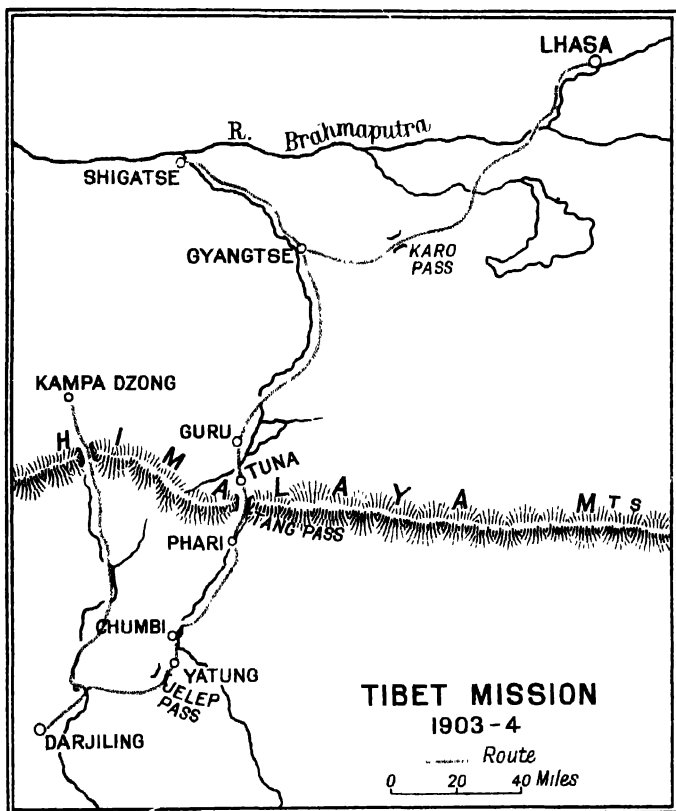 LHASA
R. Brahmaputra
SHIGATSE
GYANGTSE
KARO
PASS
KAMPA DZONG
GURU
TUNA
HIMALAYA MTS
TANG PASS
PHARI
CHUMBI
YATUNG
JELEP
PASS
DARJILING
TIBET MISSION
1903-4
Route
0 20 40 Miles